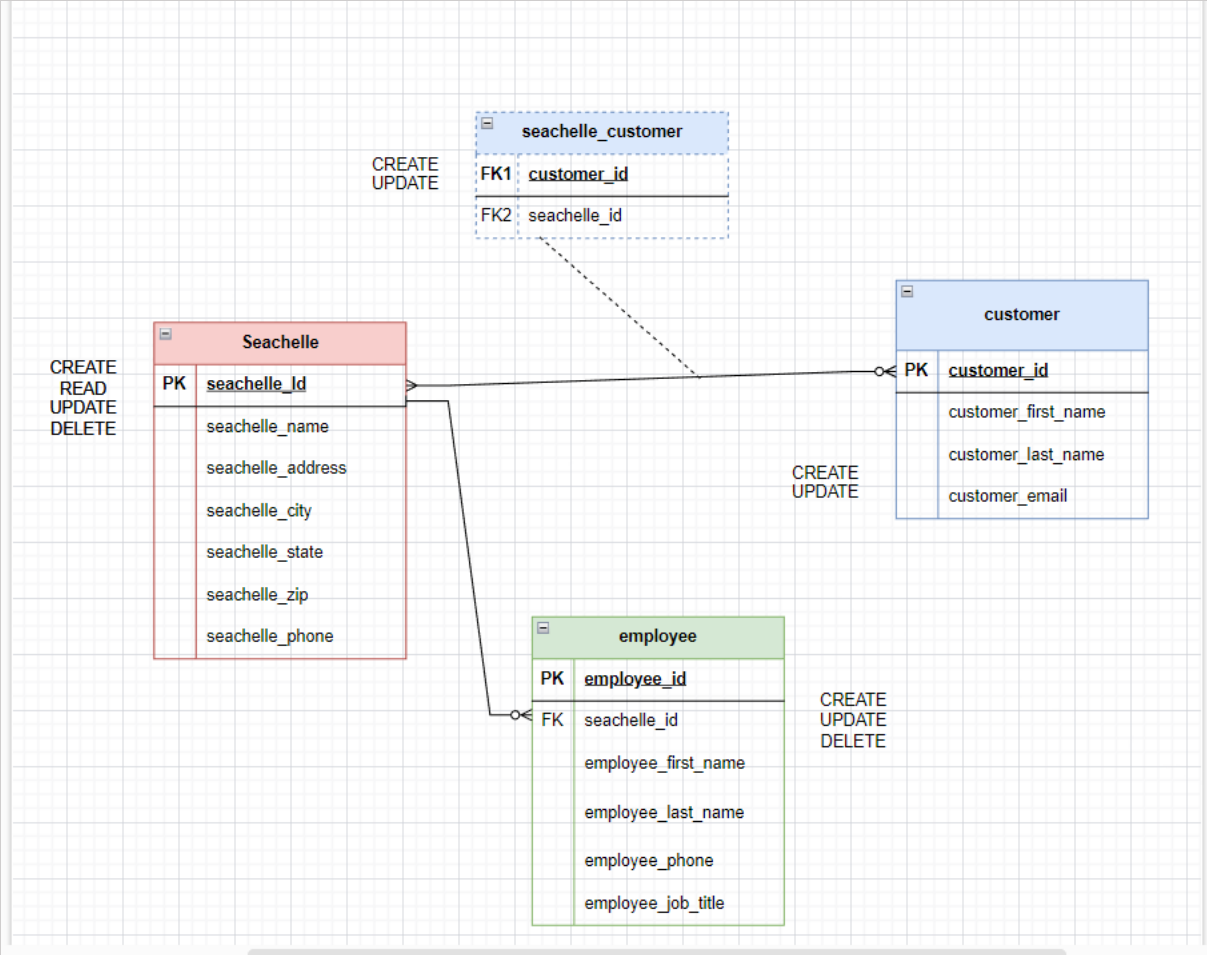 seachelle_customer
CREATE
UPDATE
FK1 customer_id
FK2 seachelle_id
customer
PK customer_id
customer_first_name
customer_last_name
customer_email
CREATE
UPDATE
Seachelle
CREATE
READ
UPDATE
DELETE
PK seachelle_Id
seachelle_name
seachelle_address
seachelle_city
seachelle_state
seachelle_zip
seachelle_phone
employee
PK employee_id
FK seachelle_id
employee_first_name
employee_last_name
employee_phone
employee_job_title
CREATE
UPDATE
DELETE